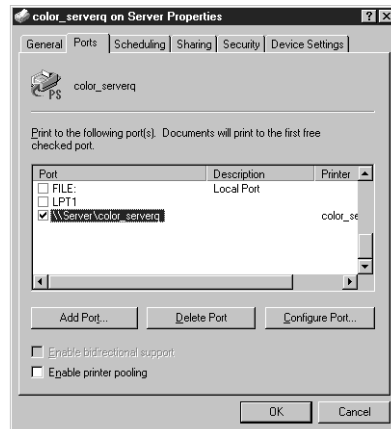 color_serverq on Server Properties
General Ports Scheduling Sharing Security Device Settings
PS
color_serverq
Print to the following port(s). Documents will print to the first free
checked port.
Port Description Printer
FILE: Local Port
LPT1
\\Server\color_serverq color_se
Add Port... Delete Port Configure Port...
Enable bidirectional support
Enable printer pooling
OK Cancel